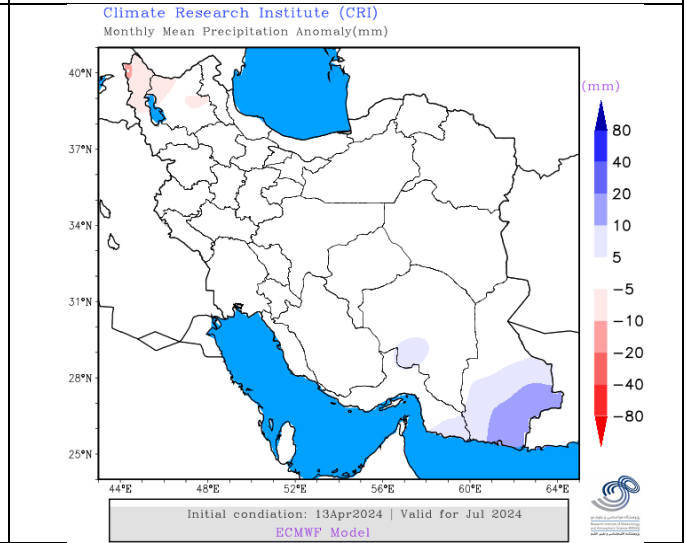 Climate Research Institute (CRI)
Monthly Mean Precipitation Anomaly(mm)
(mm)
40°N
37°N
34°N
31°N
28°N
25°N
44°E 48°E 52°E 56°E 60°E 64°E
80
40
20
10
5
−5
−10
−20
−40
−80
Initial condiation: 13Apr2024 | Valid for Jul 2024
ECMWF Model